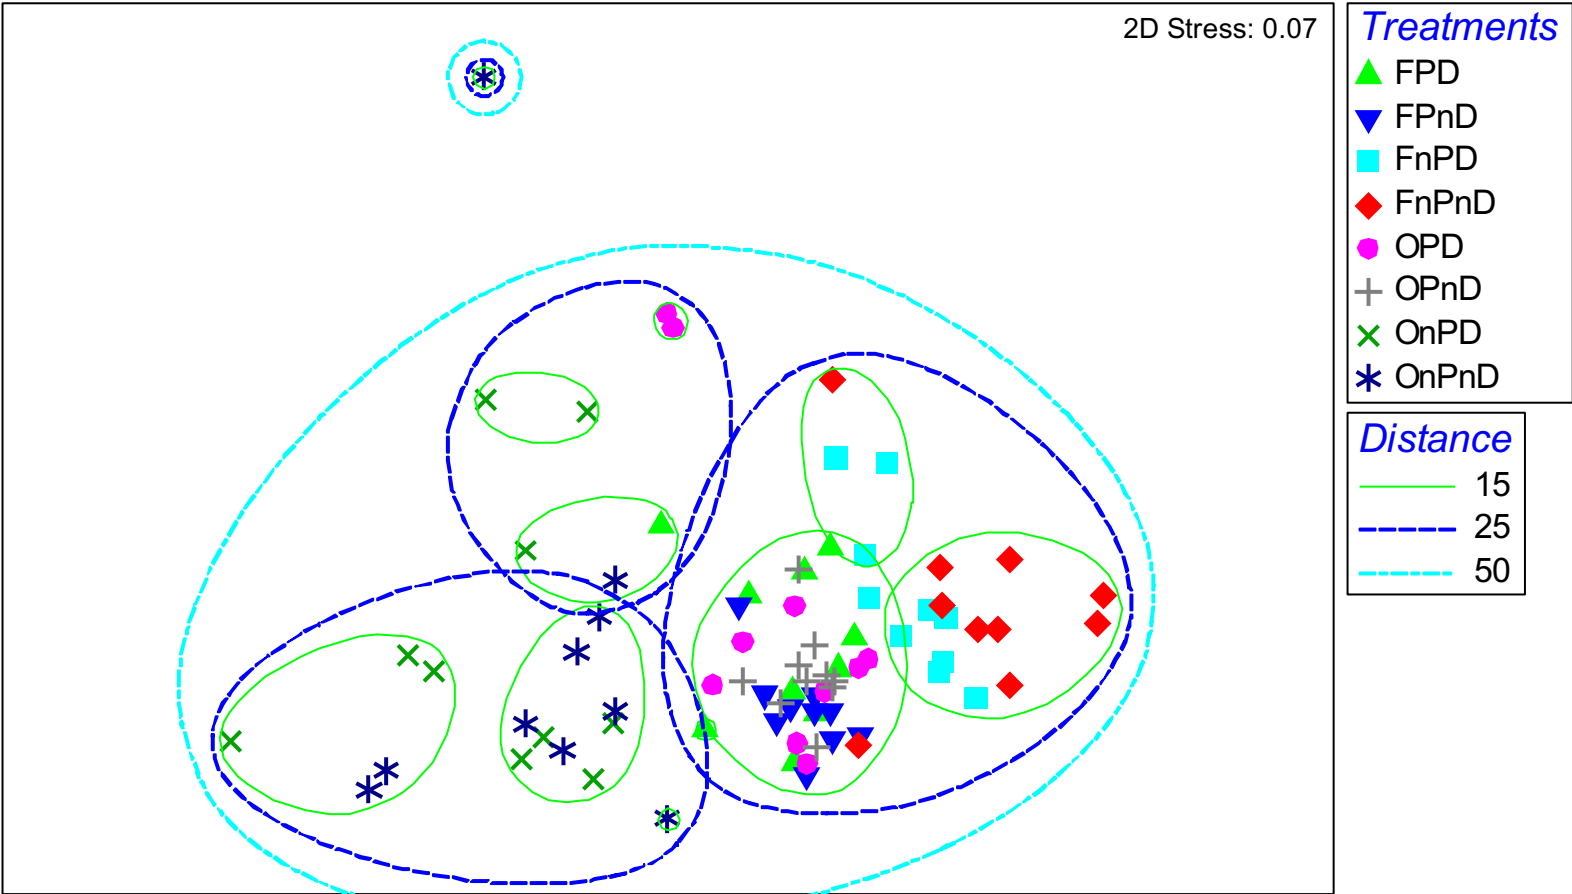 2D Stress: 0.07
Treatments
FPD
FPnD
FnPD
FnPnD
OPD
OPnD
OnPD
OnPnD
Distance
15
25
50